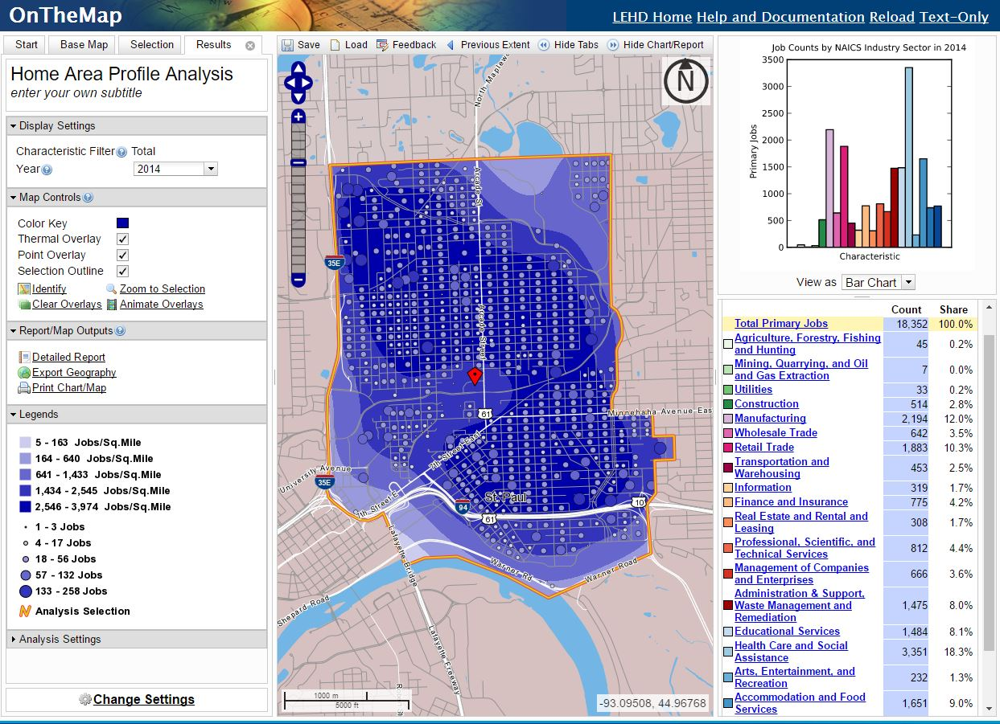 OnTheMap
LEHD Home Help and Documentation Reload Text-Only
Start
Base Map
Selection
Results
Home Area Profile Analysis
enter your own subtitle
Display Settings
Characteristic Filter Total
Year 2014
Map Controls
Color Key
Thermal Overlay
Point Overlay
Selection Outline
Identify
Zoom to Selection
Clear Overlays
Animate Overlays
Report/Map Outputs
Detailed Report
Export Geography
Print Chart/Map
Legends
5 - 163 Jobs/Sq.Mile
164 - 640 Jobs/Sq.Mile
641 - 1,433 Jobs/Sq.Mile
1,434 - 2,545 Jobs/Sq.Mile
2,546 - 3,974 Jobs/Sq.Mile
1 - 3 Jobs
4 - 17 Jobs
18 - 56 Jobs
57 - 132 Jobs
133 - 258 Jobs
Analysis Selection
Analysis Settings
Change Settings
Save
Load
Feedback
Previous Extent
Hide Tabs
Hide Chart/Report
N
North Maplewo
Arcade St
35E
Arcade Street
61
Minnehaha Avenue East
7th Street East
University Avenue
35E
7th Street E
94
St. Paul
61
10
Lafayette Bridge
Warner Rd
Warner Road
Shepard Road
Lafayette Freeway
1000 m
5000 ft
-93.09508, 44.96768
Job Counts by NAICS Industry Sector in 2014
3500
3000
2500
2000
1500
1000
500
0
Primary Jobs
Characteristic
View as Bar Chart
Count Share
Total Primary Jobs 18,352 100.0%
Agriculture, Forestry, Fishing
and Hunting 45 0.2%
Mining, Quarrying, and Oil
and Gas Extraction 7 0.0%
Utilities 33 0.2%
Construction 514 2.8%
Manufacturing 2,194 12.0%
Wholesale Trade 642 3.5%
Retail Trade 1,883 10.3%
Transportation and
Warehousing 453 2.5%
Information 319 1.7%
Finance and Insurance 775 4.2%
Real Estate and Rental and
Leasing 308 1.7%
Professional, Scientific, and
Technical Services 812 4.4%
Management of Companies
and Enterprises 666 3.6%
Administration & Support,
Waste Management and
Remediation 1,475 8.0%
Educational Services 1,484 8.1%
Health Care and Social
Assistance 3,351 18.3%
Arts, Entertainment, and
Recreation 232 1.3%
Accommodation and Food
Services 1,651 9.0%